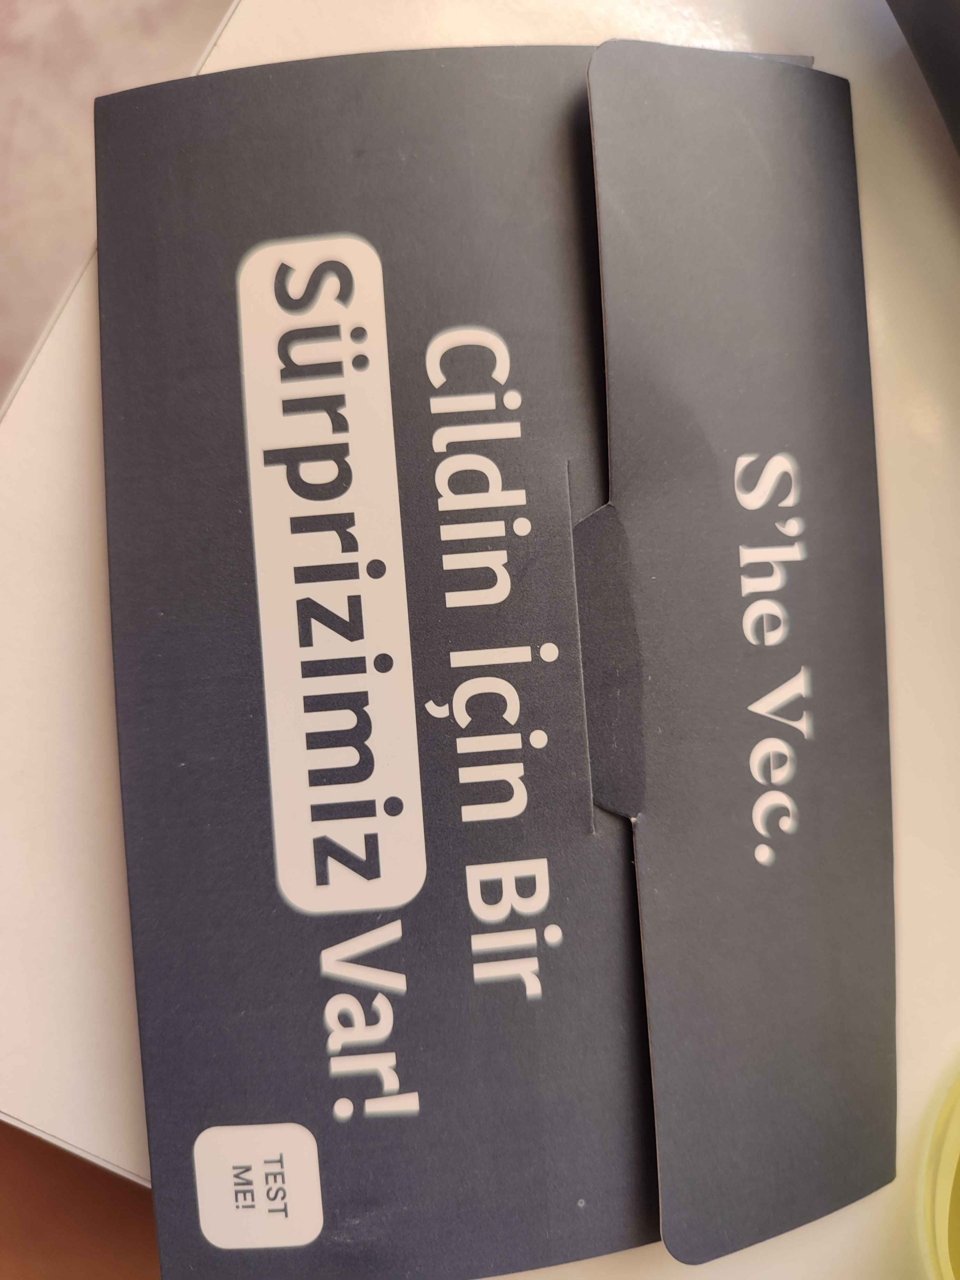 S'he Vec.
Cildin İçin Bir
Sürprizimiz Var!
TEST
ME!